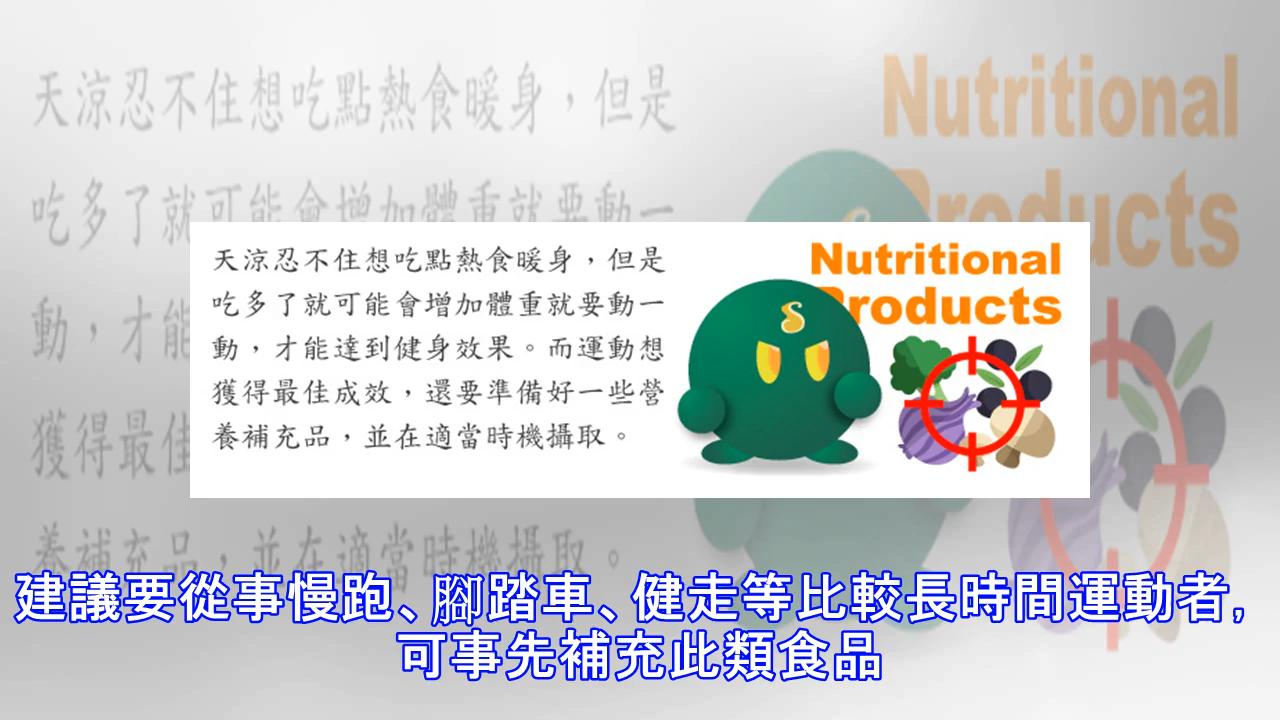 天涼忍不住想吃點熱食暖身，但是
吃多了就可能會增加體重就要動一
動，才能達到健身效果。而運動想
獲得最佳成效，還要準備好一些營
養補充品，並在適當時機攝取。
Nutritional
Products
S
建議要從事慢跑、腳踏車、健走等比較長時間運動者,
可事先補充此類食品